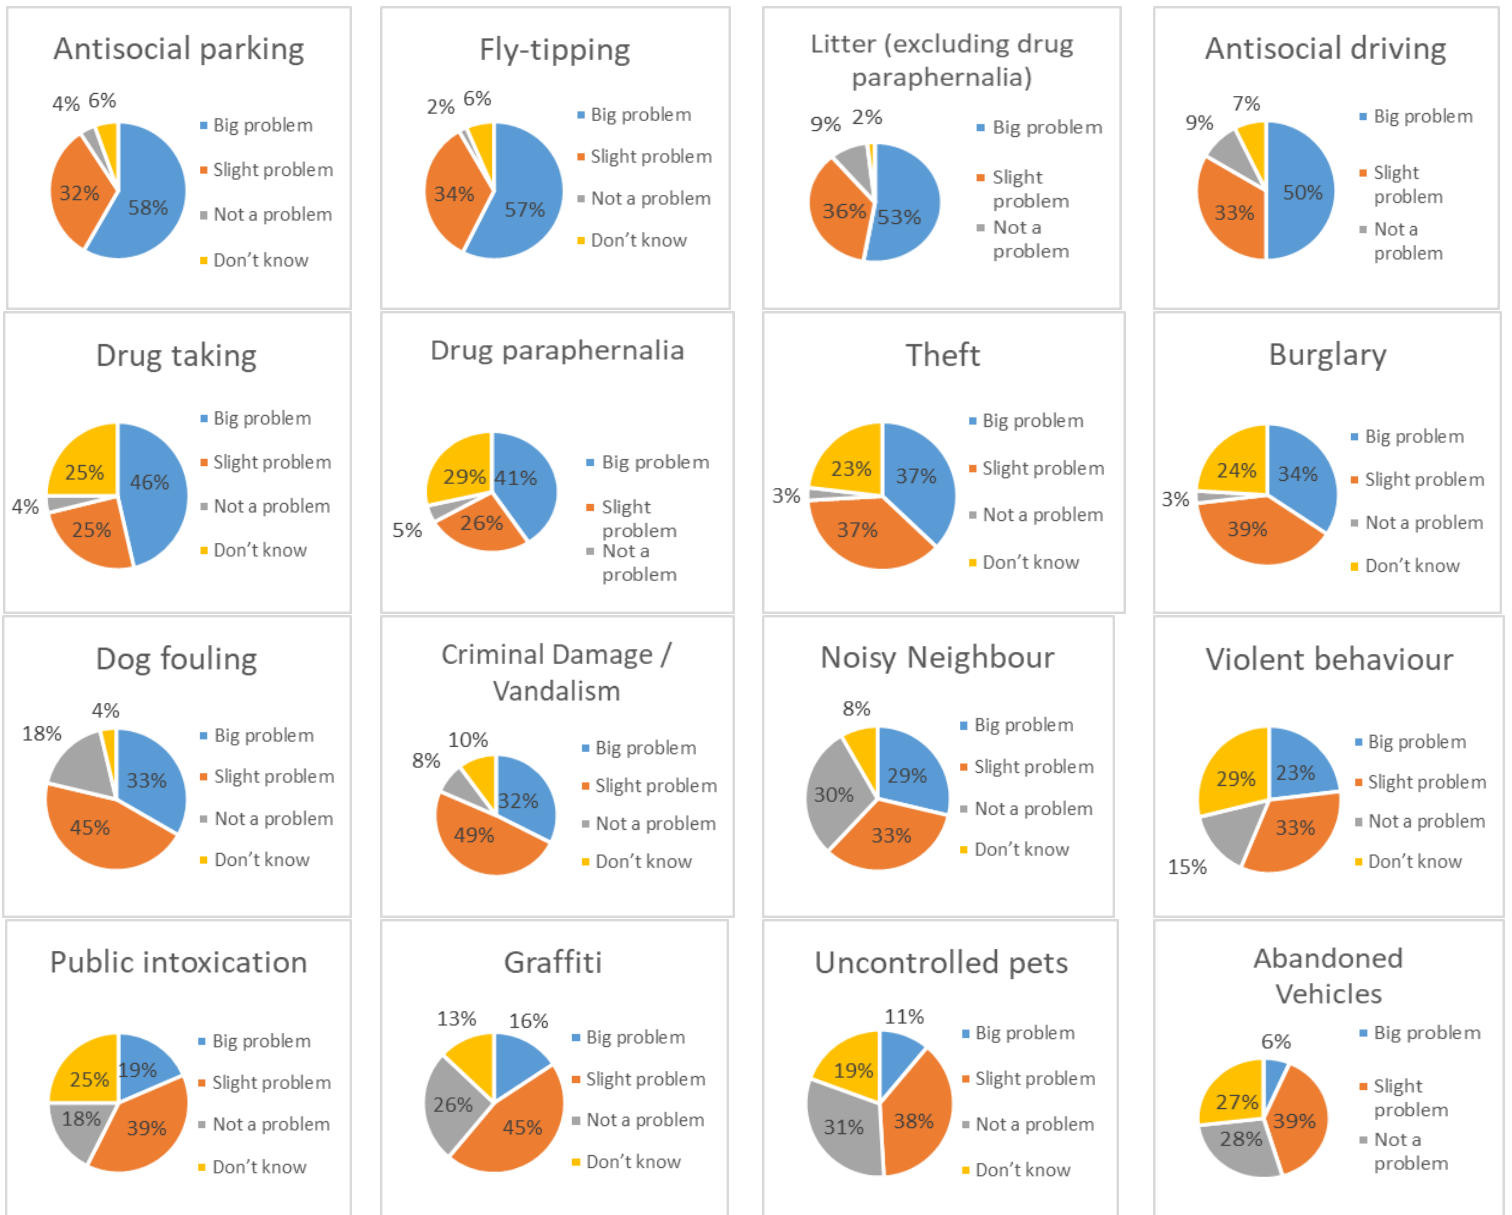 Antisocial parking
4% 6%
32%
58%
Big problem
Slight problem
Not a problem
Don’t know
Fly-tipping
2% 6%
34%
57%
Big problem
Slight problem
Not a problem
Don’t know
Litter (excluding drug
paraphernalia)
9% 2%
36%
53%
Big problem
Slight
problem
Not a
problem
Antisocial driving
7%
9%
33%
50%
Big problem
Slight
problem
Not a
problem
Drug taking
25%
46%
4%
25%
Big problem
Slight problem
Not a problem
Don’t know
Drug paraphernalia
29%
41%
5%
26%
Big problem
Slight
problem
Not a
problem
Theft
23%
37%
3%
37%
Big problem
Slight problem
Not a problem
Don’t know
Burglary
24%
34%
3%
39%
Big problem
Slight problem
Not a problem
Don’t know
Dog fouling
4%
18%
33%
45%
Big problem
Slight problem
Not a problem
Don’t know
Criminal Damage /
Vandalism
10%
8%
32%
49%
Big problem
Slight problem
Not a problem
Don’t know
Noisy Neighbour
8%
29%
30%
33%
Big problem
Slight problem
Not a problem
Don’t know
Violent behaviour
29%
23%
33%
15%
Big problem
Slight problem
Not a problem
Don’t know
Public intoxication
25%
19%
18%
39%
Big problem
Slight problem
Not a problem
Don’t know
Graffiti
13%
16%
26%
45%
Big problem
Slight problem
Not a problem
Don’t know
Uncontrolled pets
11%
19%
31%
38%
Big problem
Slight problem
Not a problem
Don’t know
Abandoned
Vehicles
6%
27%
39%
28%
Big problem
Slight
problem
Not a
problem